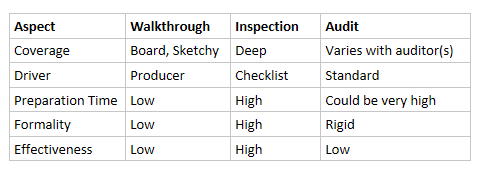 Aspect Walkthrough Inspection Audit
Coverage Board, Sketchy Deep Varies with auditor(s)
Driver Producer Checklist Standard
Preparation Time Low High Could be very high
Formality Low High Rigid
Effectiveness Low High Low